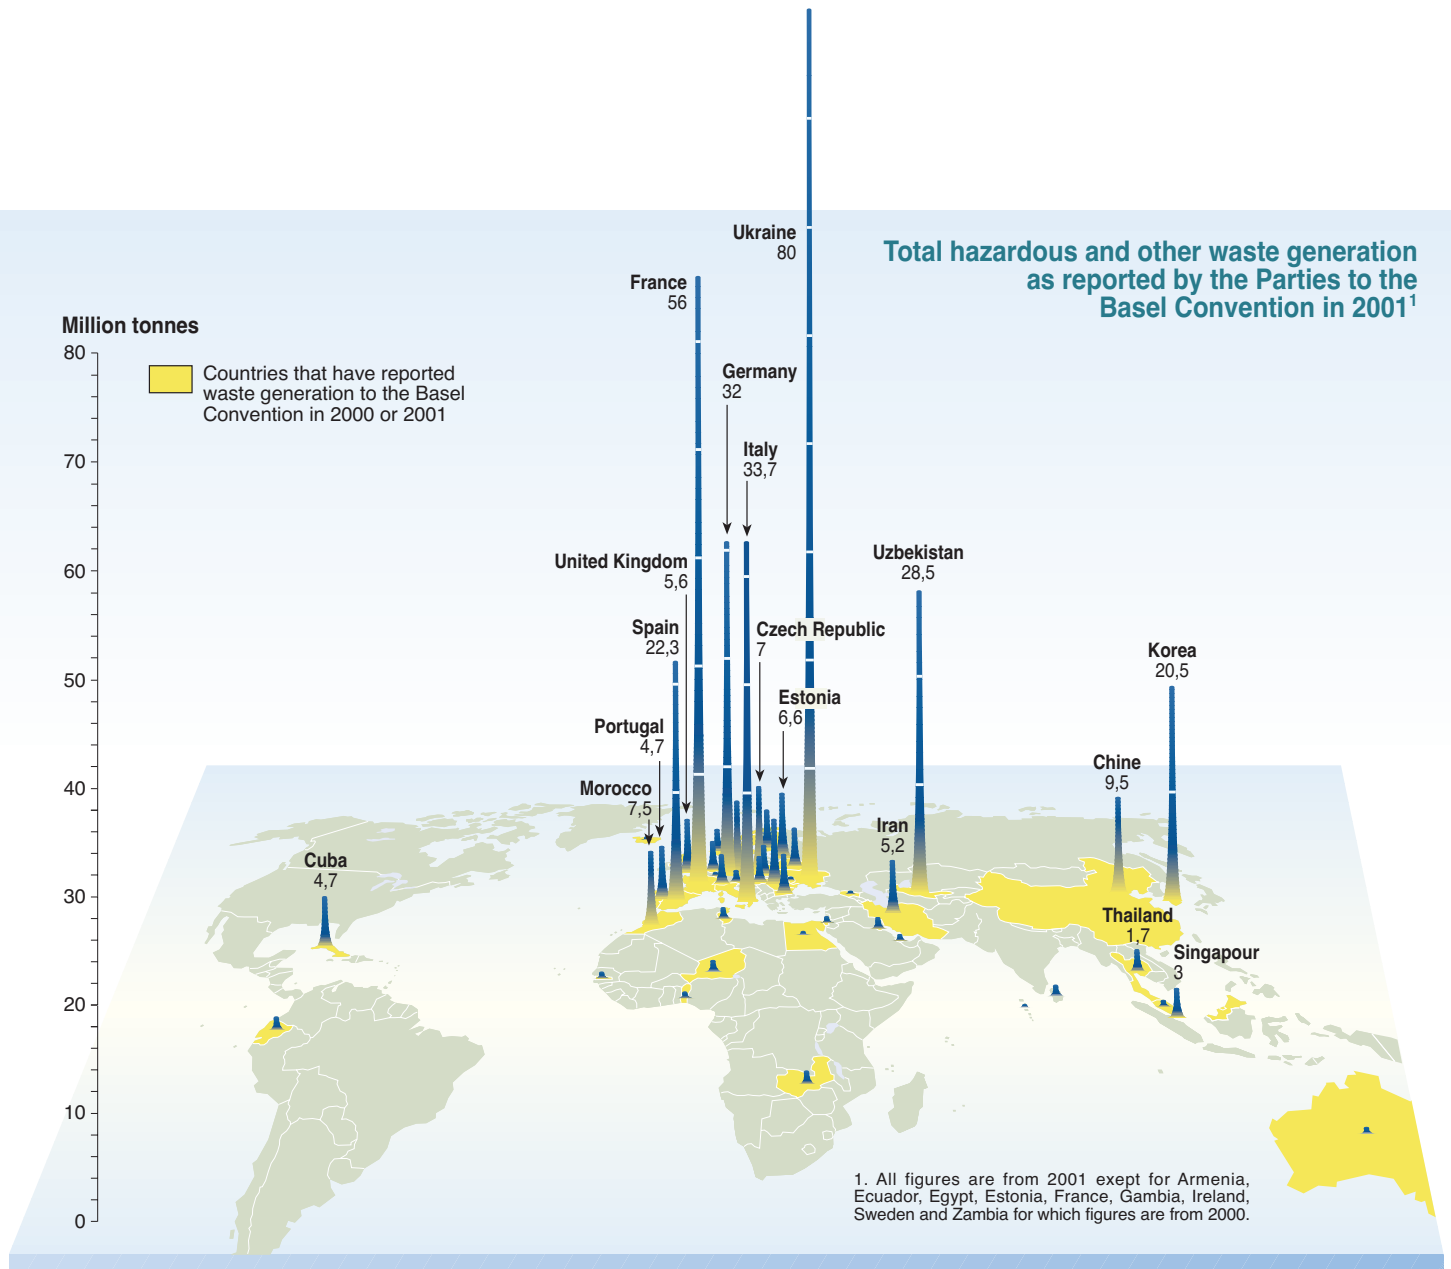 Total hazardous and other waste generation
as reported by the Parties to the
Basel Convention in 2001¹
Million tonnes
80
70
60
50
40
30
20
10
0
Countries that have reported
waste generation to the Basel
Convention in 2000 or 2001
Ukraine
80
France
56
Germany
32
Italy
33,7
United Kingdom
5,6
Spain
22,3
Portugal
4,7
Morocco
7,5
Czech Republic
7
Estonia
6,6
Uzbekistan
28,5
Iran
5,2
Korea
20,5
Chine
9,5
Thailand
1,7
Singapour
3
Cuba
4,7
1. All figures are from 2001 exept for Armenia,
Ecuador, Egypt, Estonia, France, Gambia, Ireland,
Sweden and Zambia for which figures are from 2000.